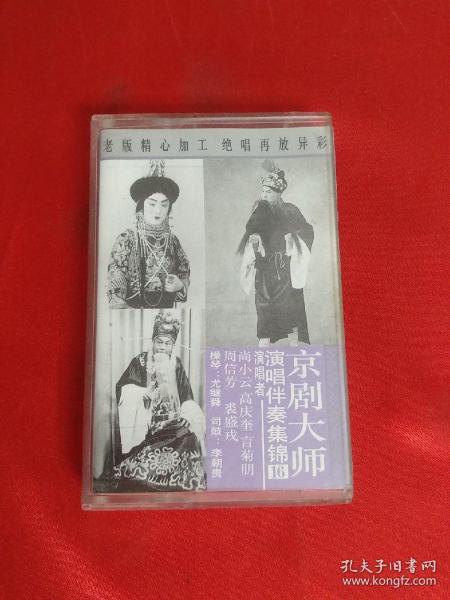 老版精心加工 绝唱再放异彩
京剧大师
演唱伴奏集锦16
演唱者
尚小云 高庆奎 言菊朋
周信芳 裘盛戎
操琴：尤继舜 司鼓：李朝贵
孔夫子旧书网
www.kongfz.com